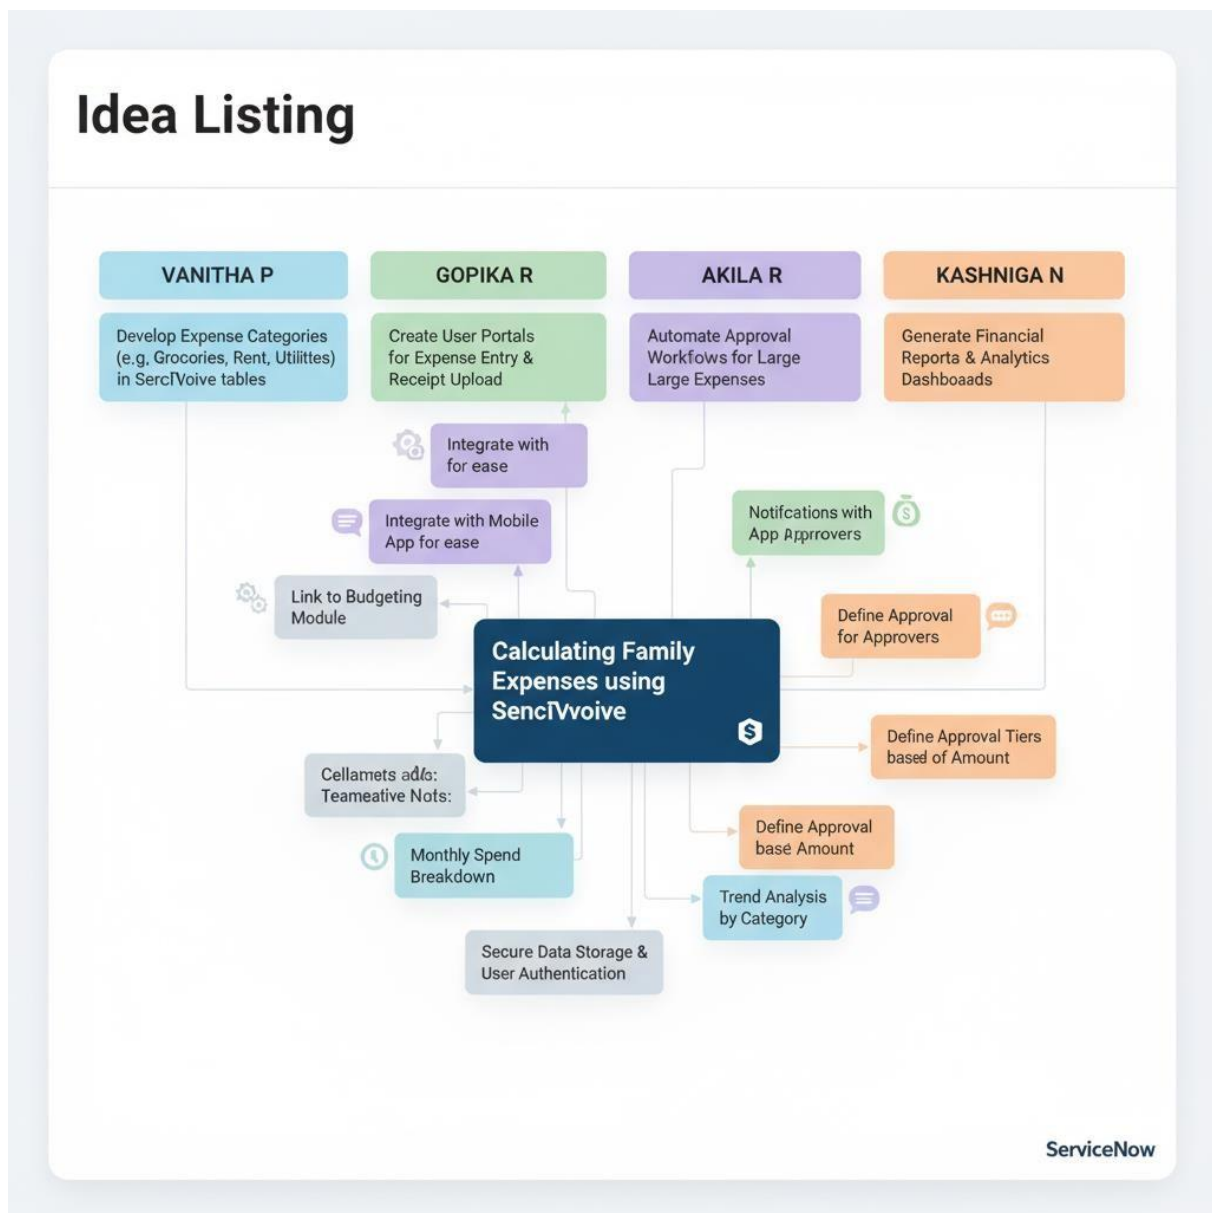 Idea Listing
VANITHA P
GOPIKA R
AKILA R
KASHNIGA N
Develop Expense Categories
(e.g, Grocories, Rent, Utilittes)
in tables
Create User Portals
for Expense Entry &
Receipt Upload
Automate Approval
Workflows for Large
Large Expenses
Generate Financial
Reporta & Analytics
Dashboaads
Integrate with
for ease
Integrate with Mobile
App for ease
Notifcations with
App Approvers
Link to Budgeting
Module
Define Approval
for Approvers
Calculating Family
Expenses using
Define Approval Tiers
based of Amount
Cellamets
Teameative Nots:
Define Approval
base Amount
Monthly Spend
Breakdown
Trend Analysis
by Category
Secure Data Storage &
User Authentication
ServiceNow